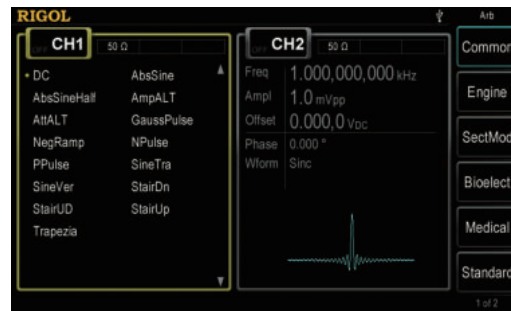 RIGOL
Arb
OFF CH1 50 Ω
DC AbsSine
AbsSineHalf AmpALT
AttALT GaussPulse
NegRamp NPulse
PPulse SineTra
SineVer StairDn
StairUD StairUp
Trapezia
OFF CH2 50 Ω
Freq 1.000,000,000 kHz
Ampl 1.0 mVpp
Offset 0.000,0 VDC
Phase 0.000 °
Wform Sinc
Common
Engine
SectMod
Bioelect
Medical
Standard
1 of 2